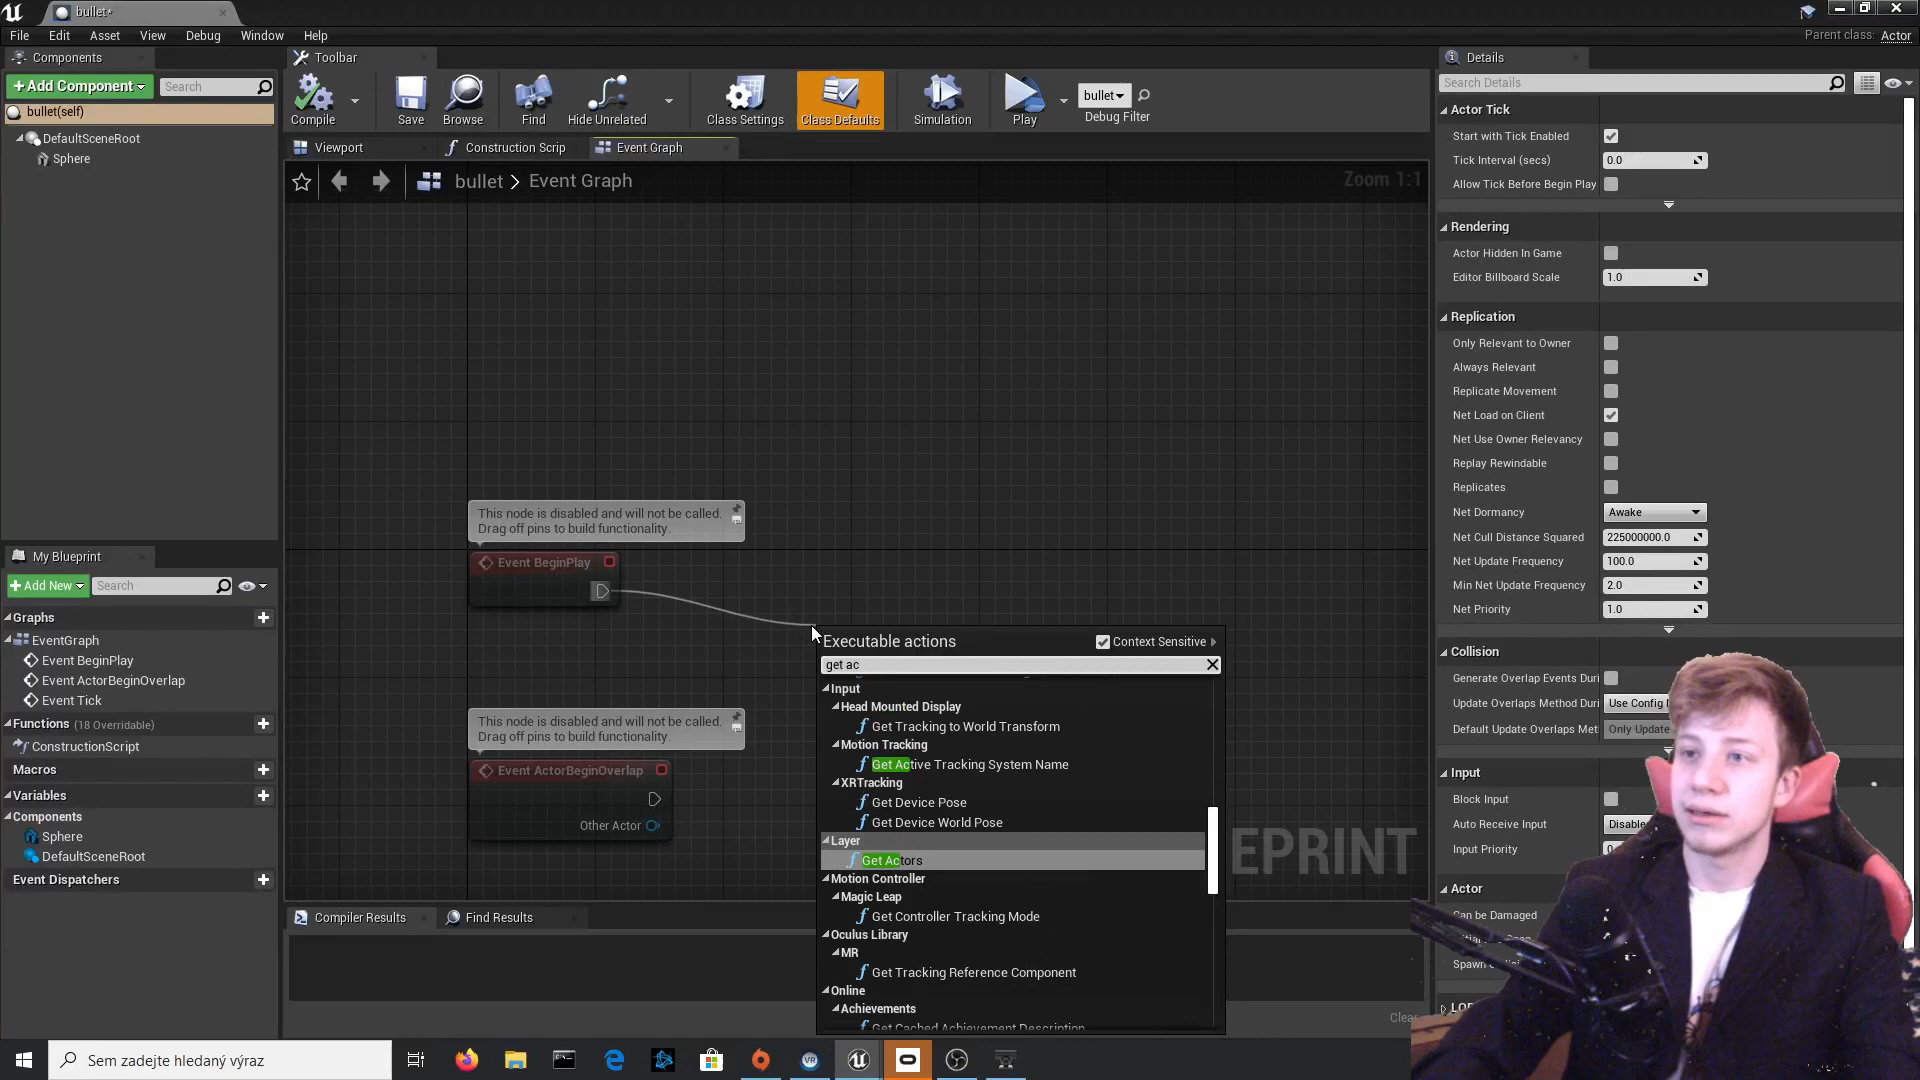 bullet*
File Edit Asset View Debug Window Help
Parent class: Actor
Components
Toolbar
Details
+Add Component
Search
bullet(self)
DefaultSceneRoot
Sphere
Compile
Save
Browse
Find
Hide Unrelated
Class Settings
Class Defaults
Simulation
Play
bullet
Debug Filter
Viewport
Construction Scrip
Event Graph
bullet > Event Graph
Zoom 1:1
This node is disabled and will not be called.
Drag off pins to build functionality.
Event BeginPlay
This node is disabled and will not be called.
Drag off pins to build functionality.
Event ActorBeginOverlap
Other Actor
EPRINT
Executable actions
Context Sensitive
get ac
Input
Head Mounted Display
Get Tracking to World Transform
Motion Tracking
Get Active Tracking System Name
XRTracking
Get Device Pose
Get Device World Pose
Layer
Get Actors
Motion Controller
Magic Leap
Get Controller Tracking Mode
Oculus Library
MR
Get Tracking Reference Component
Online
Achievements
Get Cached Achievement Description
My Blueprint
+Add New
Search
Graphs
EventGraph
Event BeginPlay
Event ActorBeginOverlap
Event Tick
Functions (18 Overridable)
ConstructionScript
Macros
Variables
Components
Sphere
DefaultSceneRoot
Event Dispatchers
Compiler Results
Find Results
Clear
Search Details
Actor Tick
Start with Tick Enabled
Tick Interval (secs) 0.0
Allow Tick Before Begin Play
Rendering
Actor Hidden In Game
Editor Billboard Scale 1.0
Replication
Only Relevant to Owner
Always Relevant
Replicate Movement
Net Load on Client
Net Use Owner Relevancy
Replay Rewindable
Replicates
Net Dormancy Awake
Net Cull Distance Squared 225000000.0
Net Update Frequency 100.0
Min Net Update Frequency 2.0
Net Priority 1.0
Collision
Generate Overlap Events Duri
Update Overlaps Method Duri Use Config
Default Update Overlaps Met Only Update
Input
Block Input
Auto Receive Input Disable
Input Priority
Actor
Can be Damaged
Sem zadejte hledaný výraz